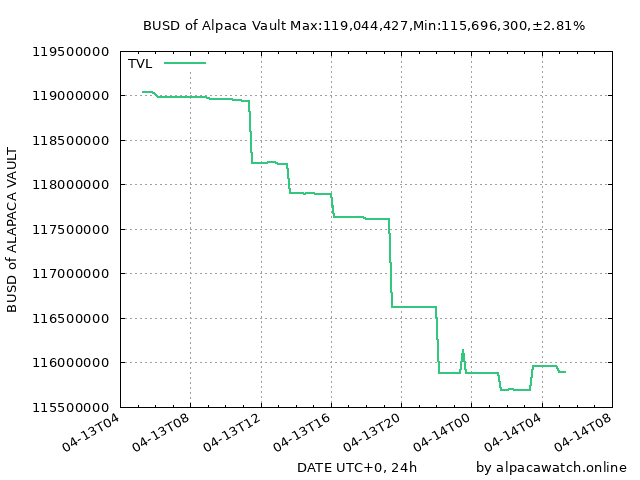 BUSD of Alpaca Vault Max:119,044,427,Min:115,696,300,±2.81%
TVL
119500000
119000000
118500000
118000000
117500000
117000000
116500000
116000000
115500000
BUSD of ALAPACA VAULT
04-13T04
04-13T08
04-13T12
04-13T16
04-13T20
04-14T00
04-14T04
04-14T08
DATE UTC+0, 24h
by alpacawatch.online